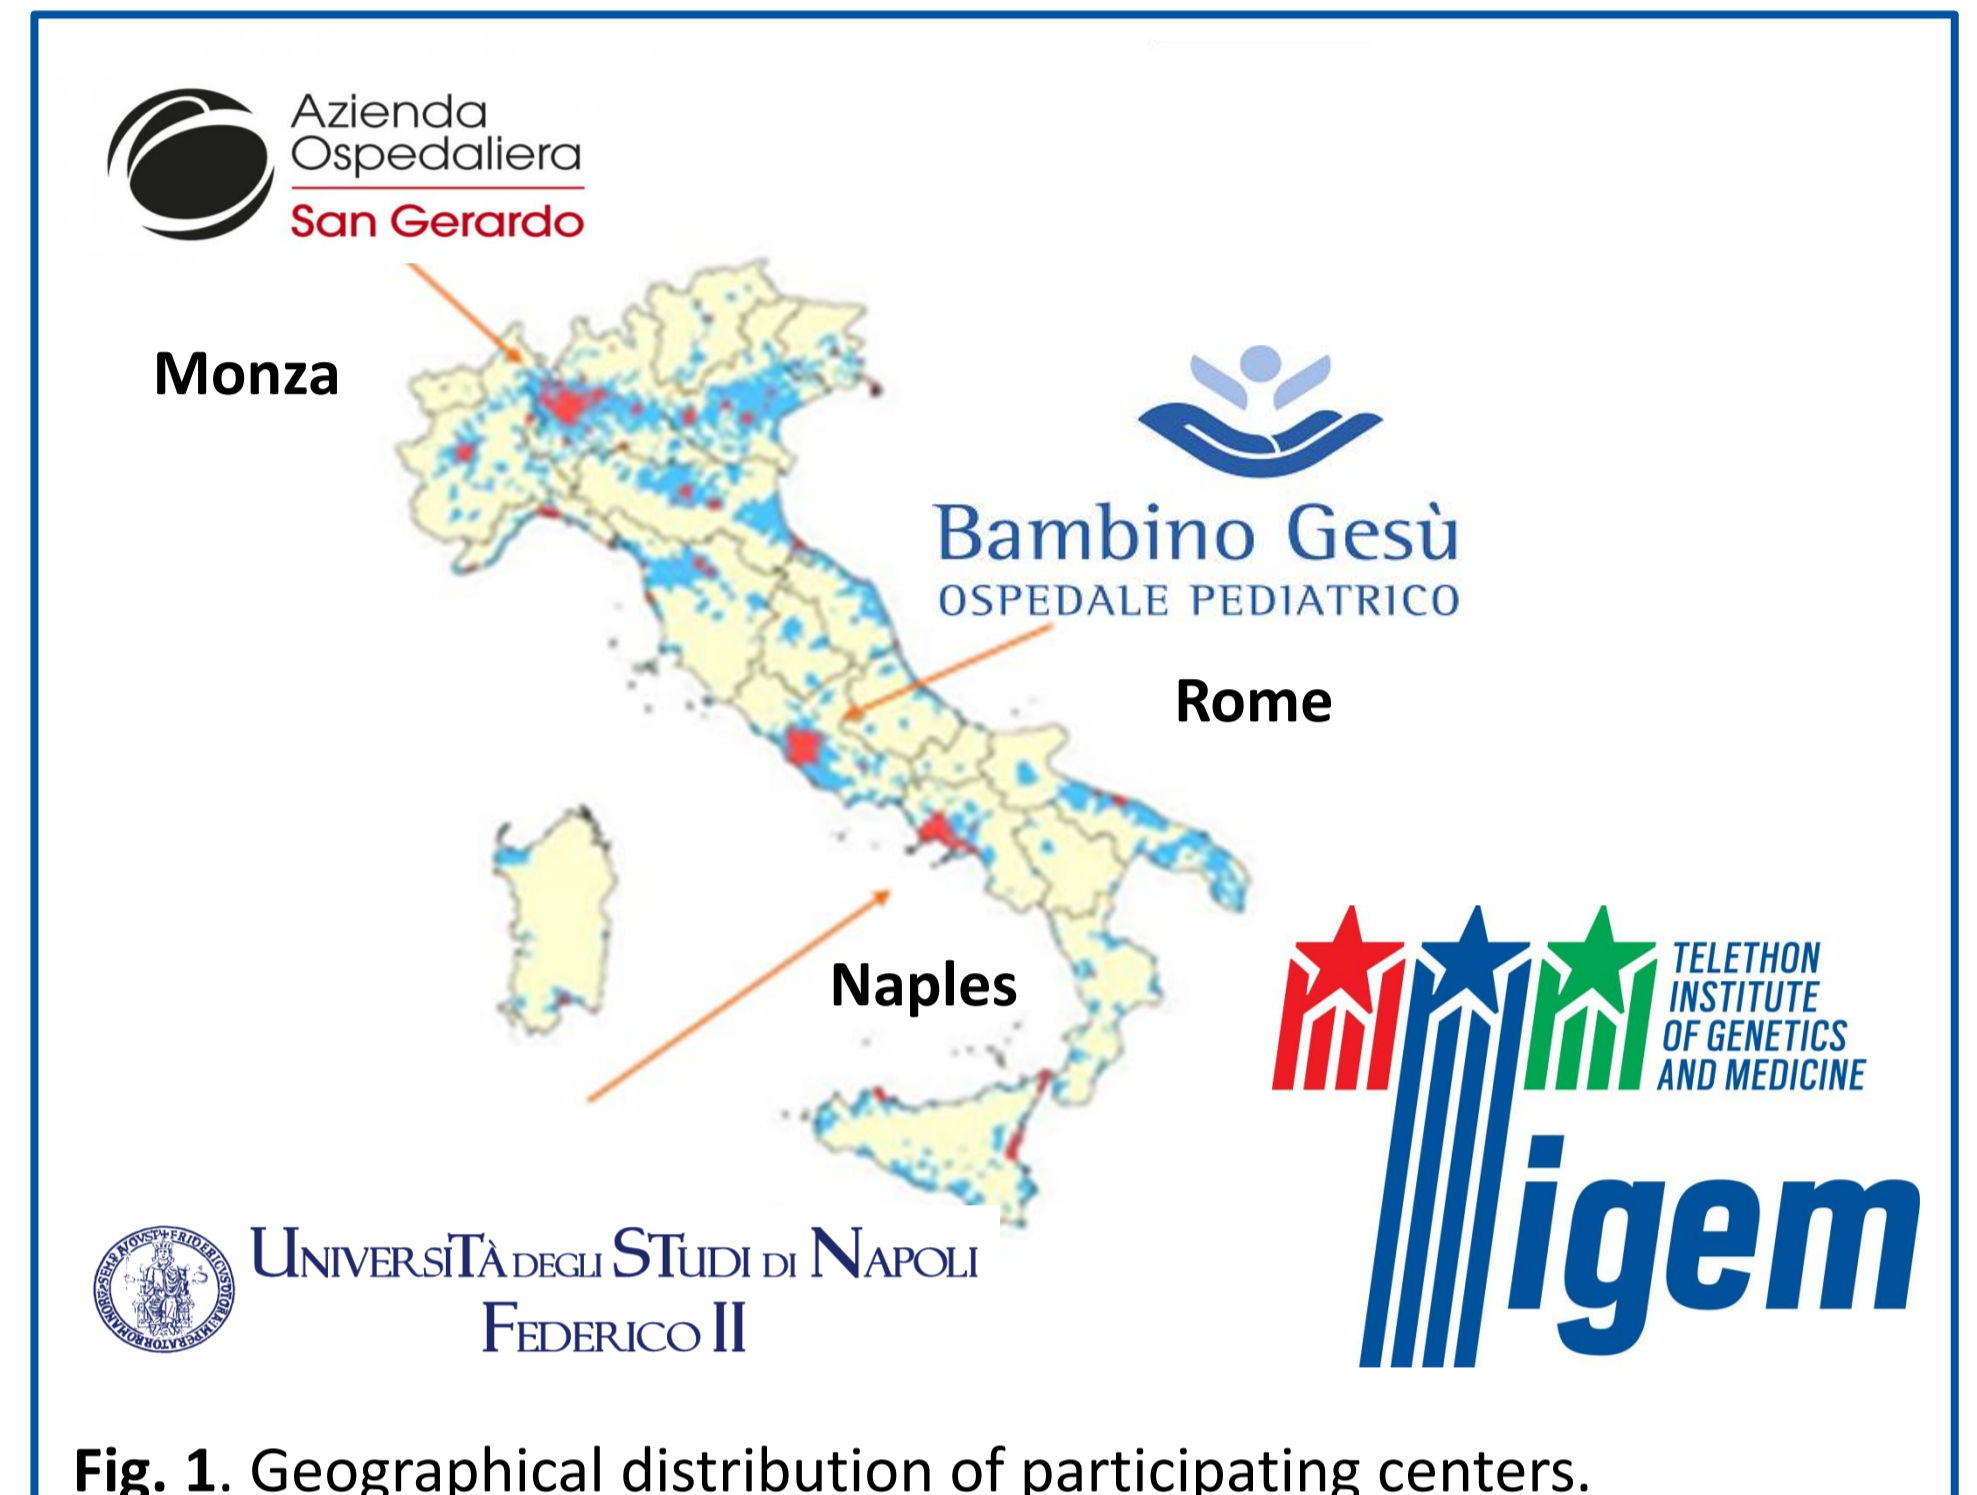 Azienda
Ospedaliera
San Gerardo
Monza
Bambino Gesù
OSPEDALE PEDIATRICO
Rome
Naples
TELETHON
INSTITUTE
OF GENETICS
AND MEDICINE
Tigem
UNIVERSITÀ DEGLI STUDI DI NAPOLI
FEDERICO II
Fig. 1. Geographical distribution of participating centers.